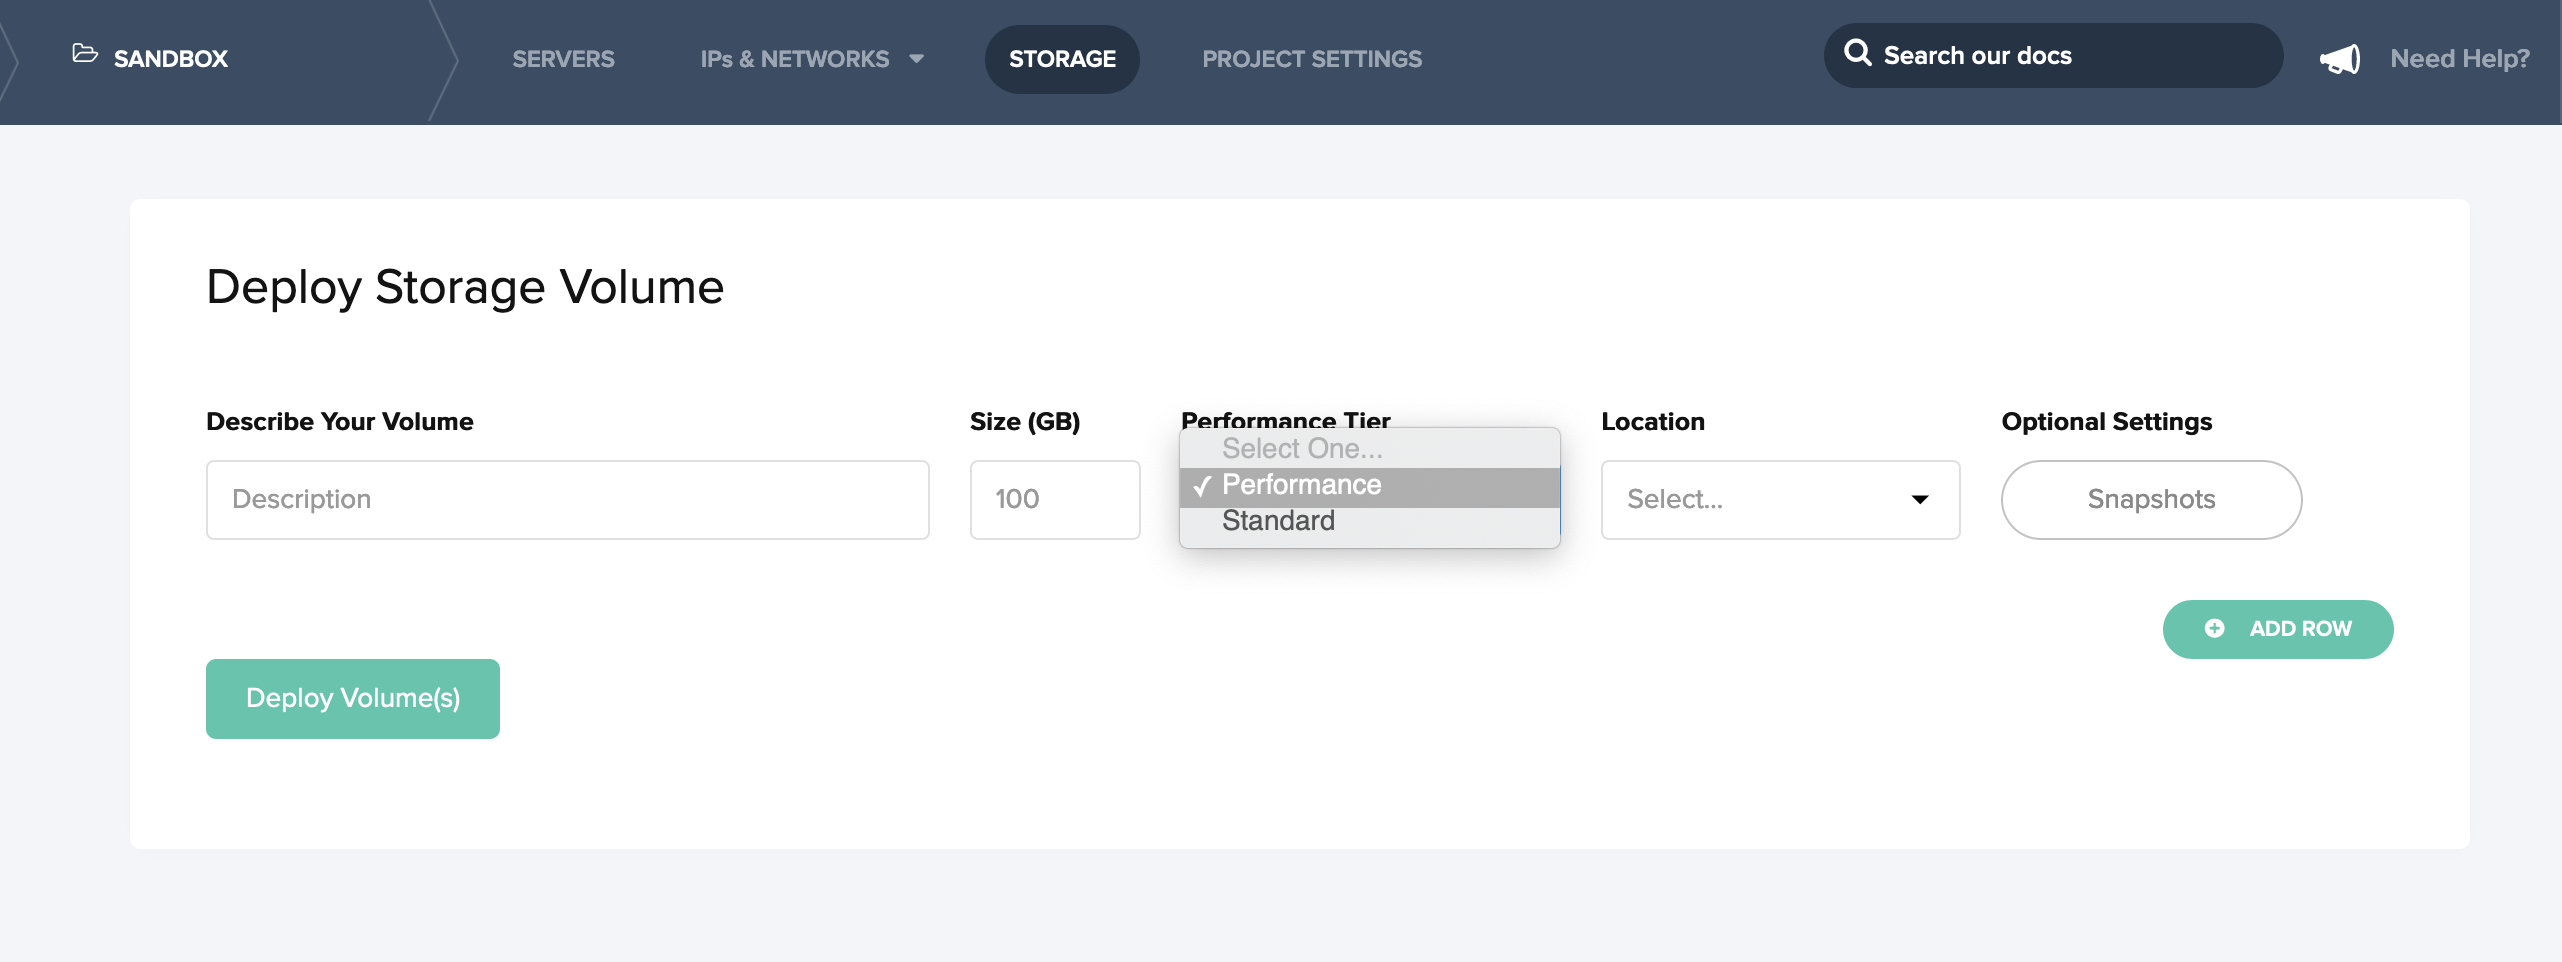 SANDBOX
SERVERS
IPs & NETWORKS
STORAGE
PROJECT SETTINGS
Search our docs
Need Help?
Deploy Storage Volume
Describe Your Volume
Size (GB)
Performance Tier
Location
Optional Settings
Description
100
Select One...
✓ Performance
Standard
Select...
Snapshots
ADD ROW
Deploy Volume(s)